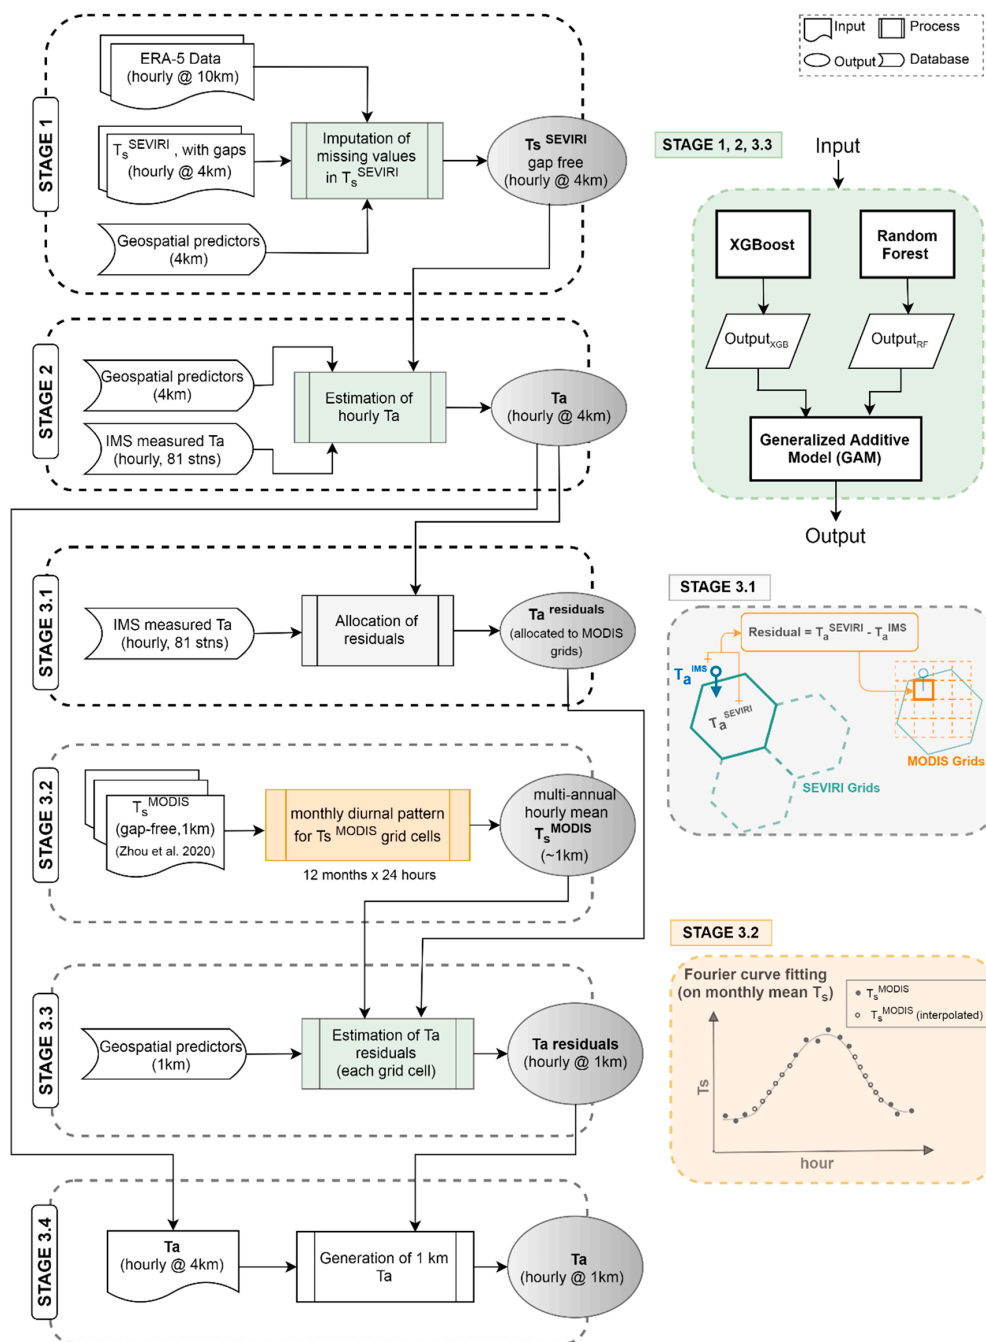 Input
Process
Output
Database
STAGE 1
ERA-5 Data
(hourly @ 10km)
Ts^SEVIRI , with gaps
(hourly @ 4km)
Geospatial predictors
(4km)
Imputation of
missing values
in Ts^SEVIRI
Ts SEVIRI
gap free
(hourly @ 4km)
STAGE 2
Geospatial predictors
(4km)
IMS measured Ta
(hourly, 81 stns)
Estimation of
hourly Ta
Ta
(hourly @ 4km)
STAGE 3.1
IMS measured Ta
(hourly, 81 stns)
Allocation of
residuals
Ta residuals
(allocated to MODIS
grids)
STAGE 3.2
Ts^MODIS
(gap-free,1km)
(Zhou et al. 2020)
monthly diurnal pattern
for Ts MODIS grid cells
12 months x 24 hours
multi-annual
hourly mean
Ts^MODIS
(~1km)
STAGE 3.3
Geospatial predictors
(1km)
Estimation of Ta
residuals
(each grid cell)
Ta residuals
(hourly @ 1km)
STAGE 3.4
Ta
(hourly @ 4km)
Generation of 1 km
Ta
Ta
(hourly @ 1km)
STAGE 1, 2, 3.3
Input
XGBoost
Random
Forest
Output XGB
Output RF
Generalized Additive
Model (GAM)
Output
STAGE 3.1
Residual = Ta^SEVIRI - Ta^IMS
Ta^IMS
Ta^SEVIRI
MODIS Grids
SEVIRI Grids
STAGE 3.2
Fourier curve fitting
(on monthly mean Ts)
Ts^MODIS
Ts^MODIS (interpolated)
Ts
hour